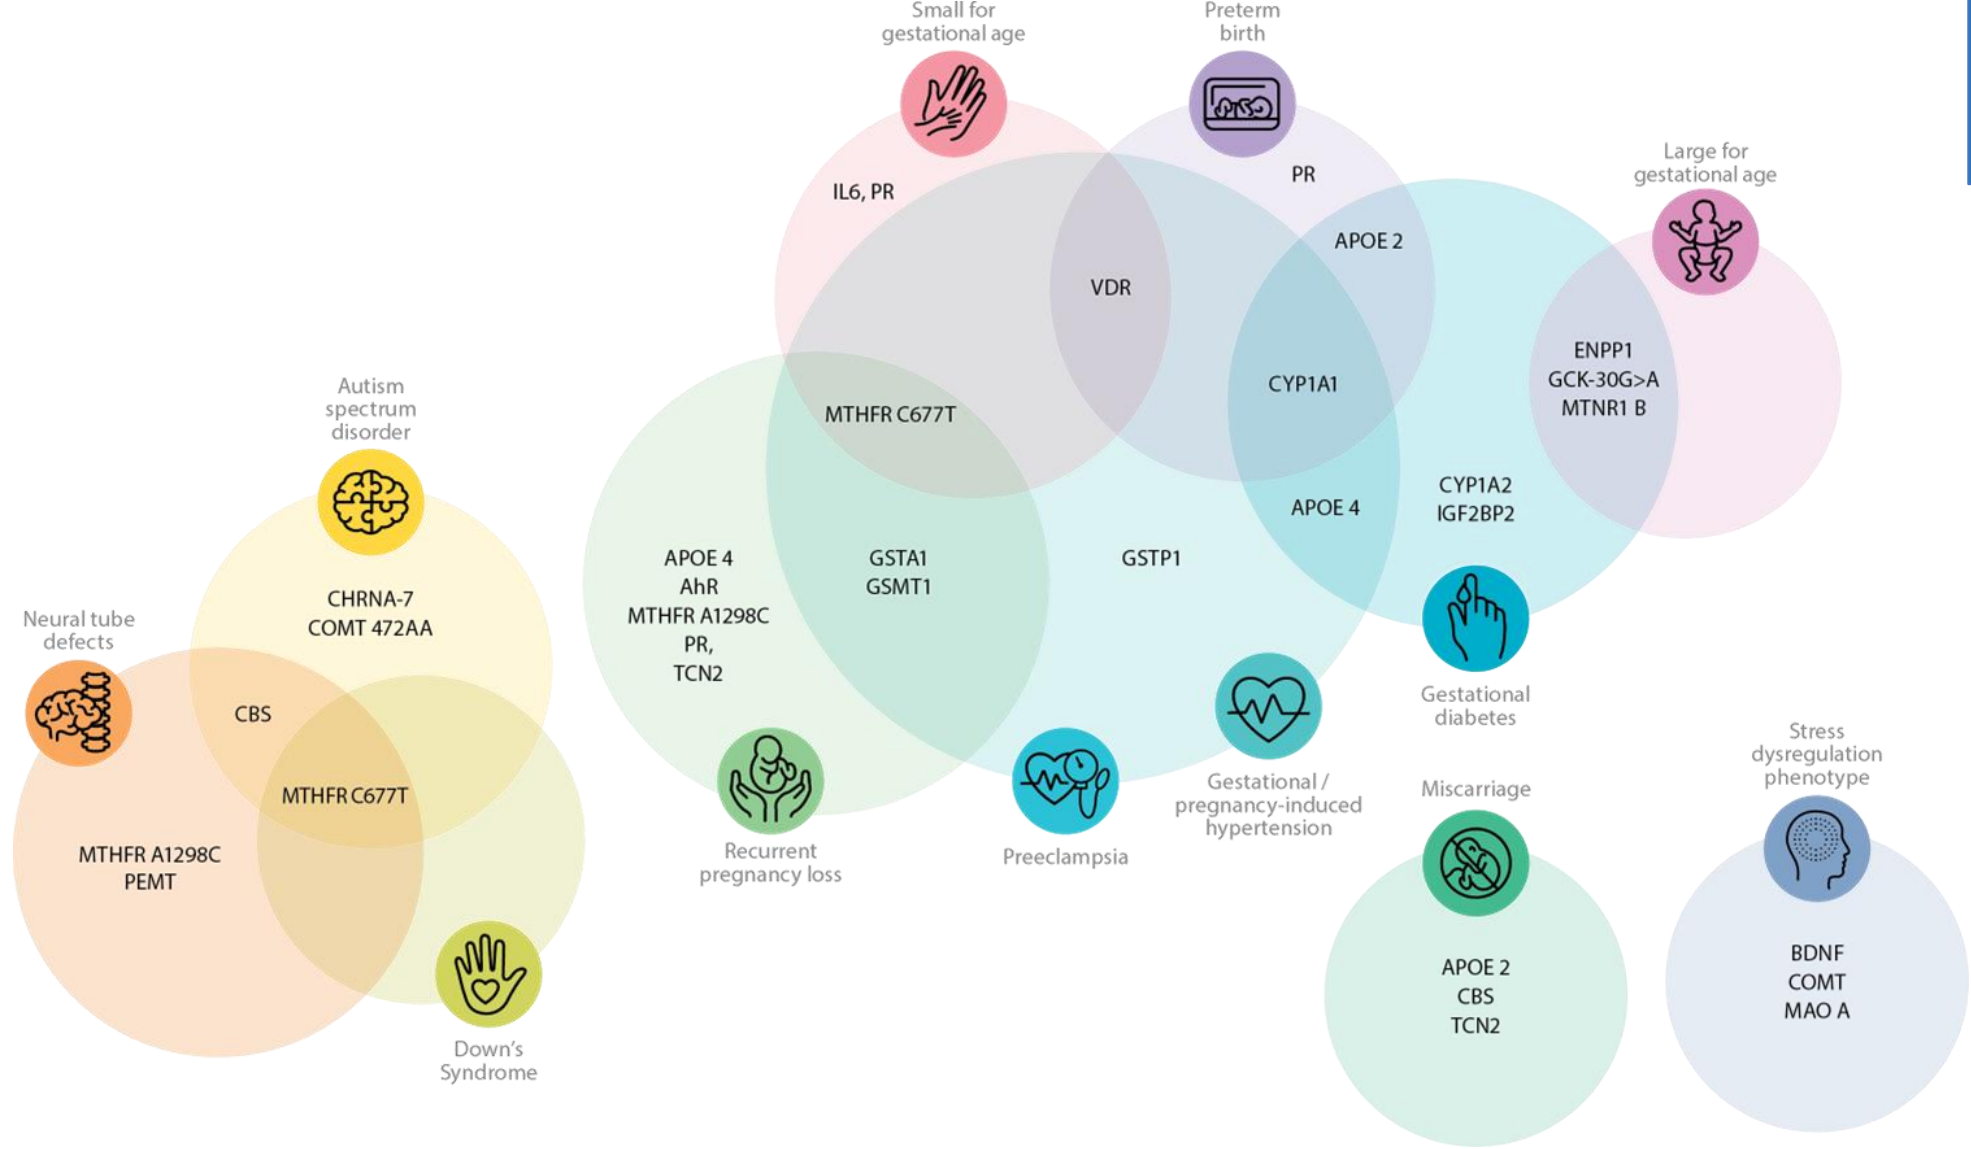 Small for
gestational age
Preterm
birth
Large for
gestational age
IL6, PR
PR
APOE 2
VDR
ENPP1
GCK-30G>A
MTNR1 B
CYP1A1
MTHFR C677T
CYP1A2
IGF2BP2
APOE 4
GSTP1
GSTA1
GSMT1
APOE 4
AhR
MTHFR A1298C
PR,
TCN2
Autism
spectrum
disorder
CHRNA-7
COMT 472AA
Neural tube
defects
CBS
MTHFR C677T
MTHFR A1298C
PEMT
Down's
Syndrome
Recurrent
pregnancy loss
Preeclampsia
Gestational /
pregnancy-induced
hypertension
Gestational
diabetes
Miscarriage
APOE 2
CBS
TCN2
Stress
dysregulation
phenotype
BDNF
COMT
MAO A